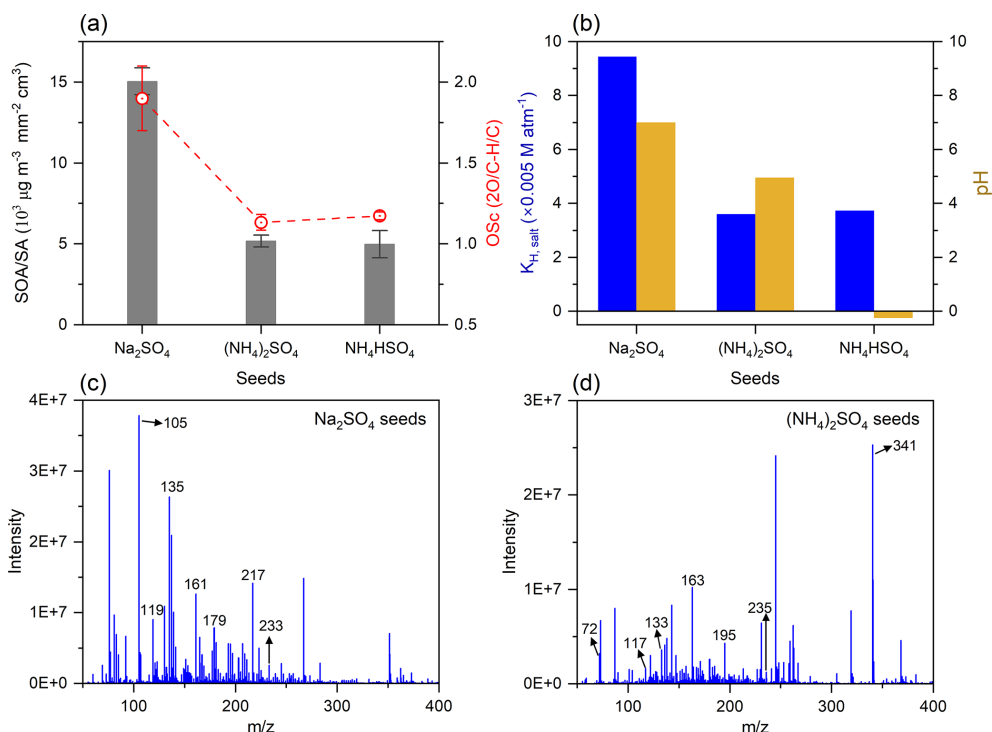 (a)
SOA/SA (10³ μg m⁻³ mm⁻² cm³)
15
10
5
0
2.0
1.5
1.0
0.5
OSc (2O/C-H/C)
Na₂SO₄
(NH₄)₂SO₄
NH₄HSO₄
Seeds
(b)
K_H, salt (×0.005 M atm⁻¹)
10
8
6
4
2
0
10
8
6
4
2
0
pH
Na₂SO₄
(NH₄)₂SO₄
NH₄HSO₄
Seeds
(c)
Na₂SO₄ seeds
Intensity
4E+7
3E+7
2E+7
1E+7
0E+0
105
135
119
161
179
217
233
100
200
300
400
m/z
(d)
(NH₄)₂SO₄ seeds
Intensity
3E+7
2E+7
1E+7
0E+0
341
163
235
72
133
117
195
100
200
300
400
m/z